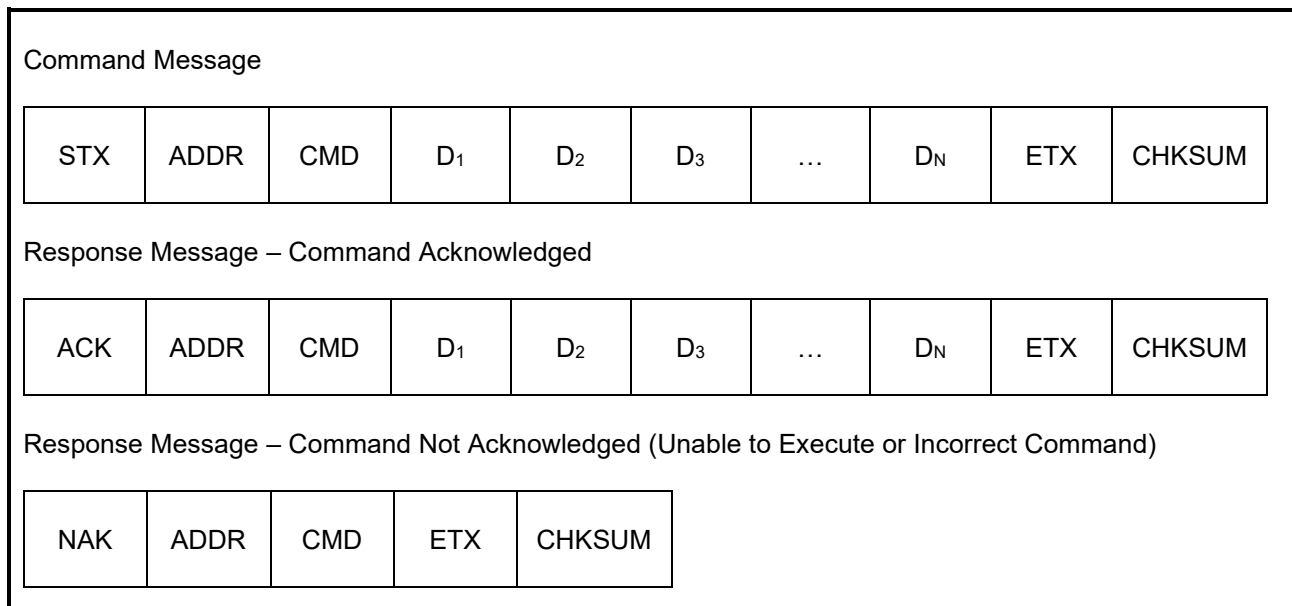 Command Message
STX ADDR CMD D₁ D₂ D₃ … D_N ETX CHKSUM
Response Message – Command Acknowledged
ACK ADDR CMD D₁ D₂ D₃ … D_N ETX CHKSUM
Response Message – Command Not Acknowledged (Unable to Execute or Incorrect Command)
NAK ADDR CMD ETX CHKSUM